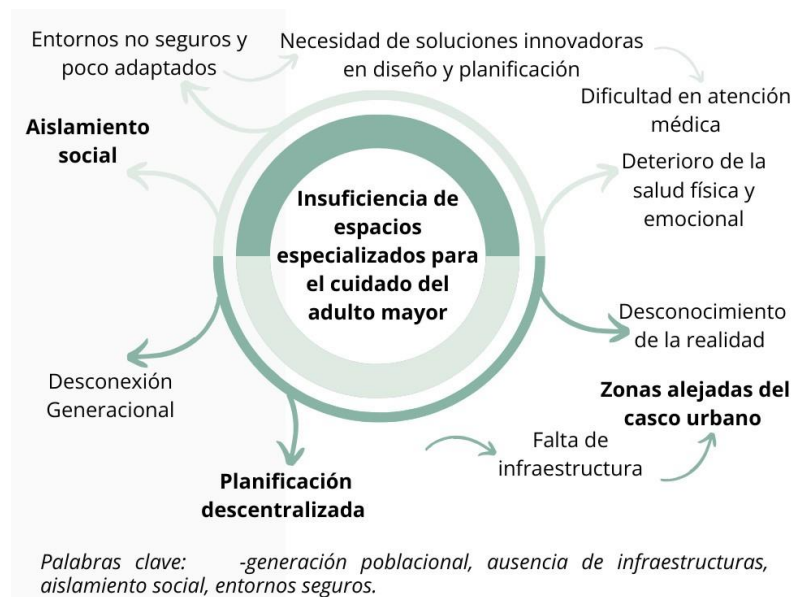 Entornos no seguros y
poco adaptados
Necesidad de soluciones innovadoras
en diseño y planificación
Dificultad en atención
médica
Aislamiento
social
Deterioro de la
salud física y
emocional
Insuficiencia de
espacios
especializados para
el cuidado del
adulto mayor
Desconocimiento
de la realidad
Desconexión
Generacional
Zonas alejadas del
casco urbano
Falta de
infraestructura
Planificación
descentralizada
Palabras clave: -generación poblacional, ausencia de infraestructuras,
aislamiento social, entornos seguros.